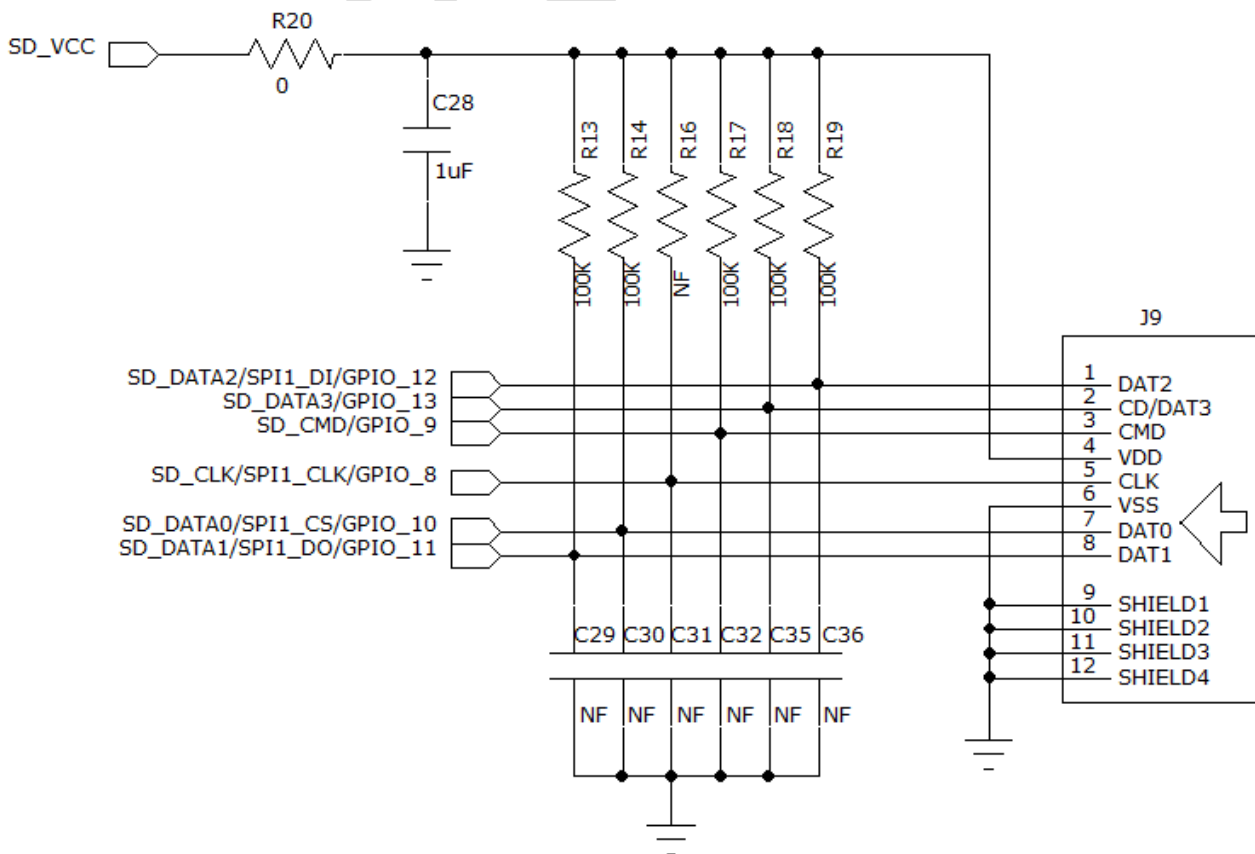 R20
SD_VCC
0
C28
1uF
R13
R14
R16
R17
R18
R19
100K
100K
NF
100K
100K
100K
J9
SD_DATA2/SPI1_DI/GPIO_12
SD_DATA3/GPIO_13
SD_CMD/GPIO_9
SD_CLK/SPI1_CLK/GPIO_8
SD_DATA0/SPI1_CS/GPIO_10
SD_DATA1/SPI1_DO/GPIO_11
1 DAT2
2 CD/DAT3
3 CMD
4 VDD
5 CLK
6 VSS
7 DAT0
8 DAT1
9 SHIELD1
10 SHIELD2
11 SHIELD3
12 SHIELD4
C29 C30 C31 C32 C35 C36
NF NF NF NF NF NF